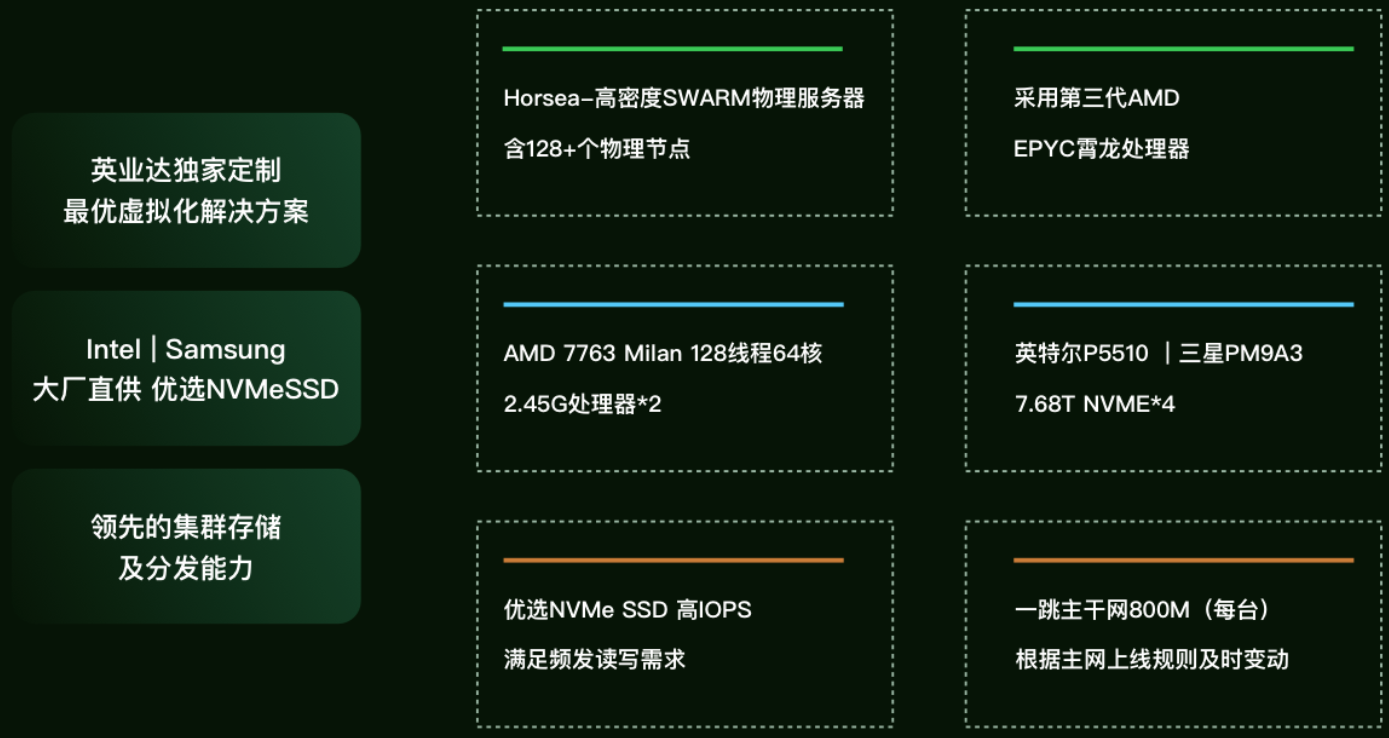 英业达独家定制
最优虚拟化解决方案
Horsea-高密度SWARM物理服务器
含128+个物理节点
采用第三代AMD
EPYC霄龙处理器
Intel | Samsung
大厂直供 优选NVMeSSD
AMD 7763 Milan 128线程64核
2.45G处理器*2
英特尔P5510 | 三星PM9A3
7.68T NVME*4
领先的集群存储
及分发能力
优选NVMe SSD 高IOPS
满足频发读写需求
一跳主干网800M（每台）
根据主网上线规则及时变动